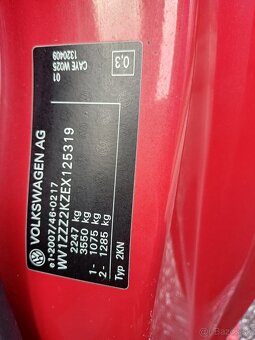 VOLKSWAGEN AG
e1*2007/46*0217
WV1ZZZ2KZEX125319
2247 kg
3550 kg
1- 1075 kg
2- 1285 kg
Typ 2KN
01
CAYE W025
1320409
0,3